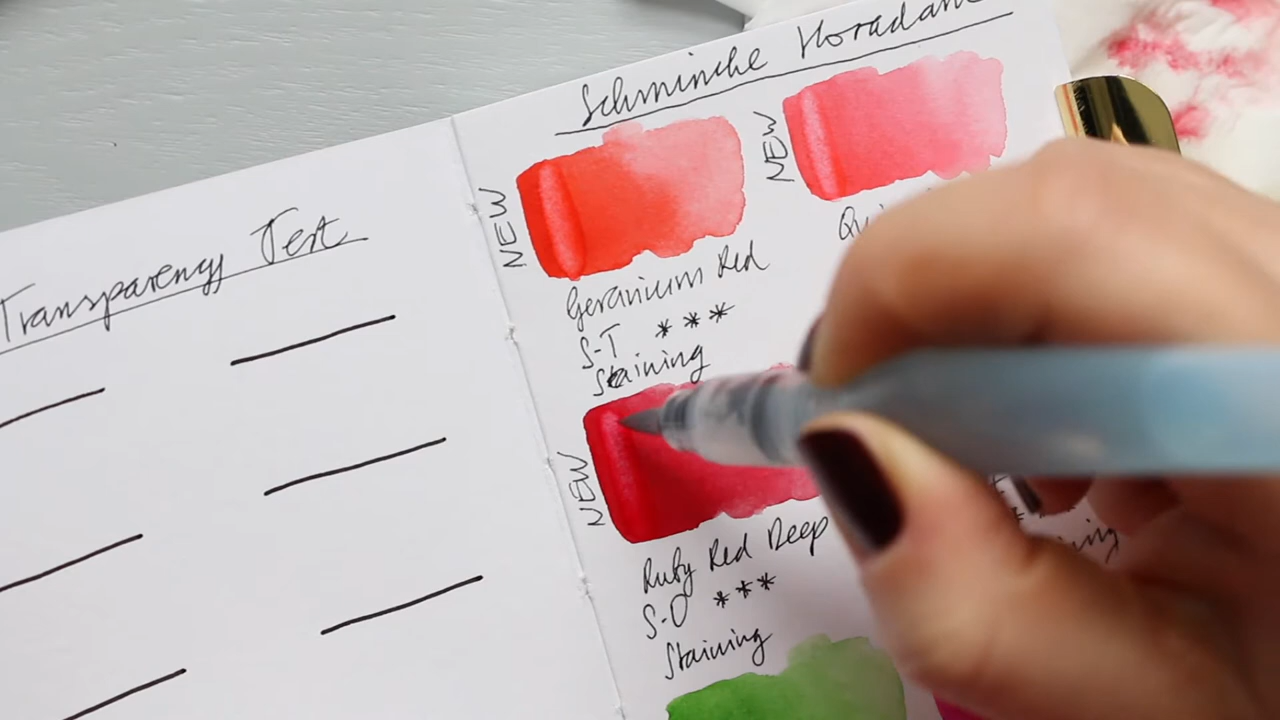 Transparency Test
Schmincke Horadam
NEW
Geranium Red
S-T ***
Staining
NEW
NEW
Ruby Red Deep
S-O ***
Staining